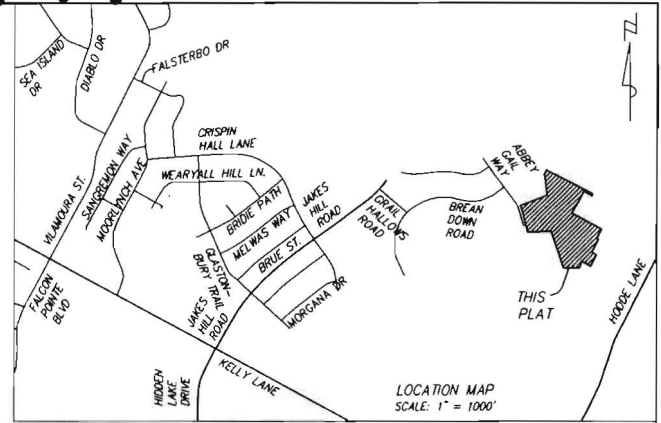 SEA ISLAND
DR
DIABLO DR
FALSTERBO DR
N
CRISPIN
HALL LANE
WEARYALL HILL LN.
VILAMOURA ST.
SANGREMON WAY
MOORLYNCH AVE
BRIDIE PATH
MELWAS WAY
BRUE ST.
JAKES
HILL
ROAD
GRAIL
HALLOWS
ROAD
BREAN
DOWN
ROAD
ABBEY
GAIL
WAY
GLASTON-
BURY TRAIL
MORGANA DR
JAKES
HILL
ROAD
FALCON
POINTE
BLVD
KELLY LANE
HIDDEN
LAKE
DRIVE
THIS
PLAT
HODDE LANE
LOCATION MAP
SCALE: 1" = 1000'